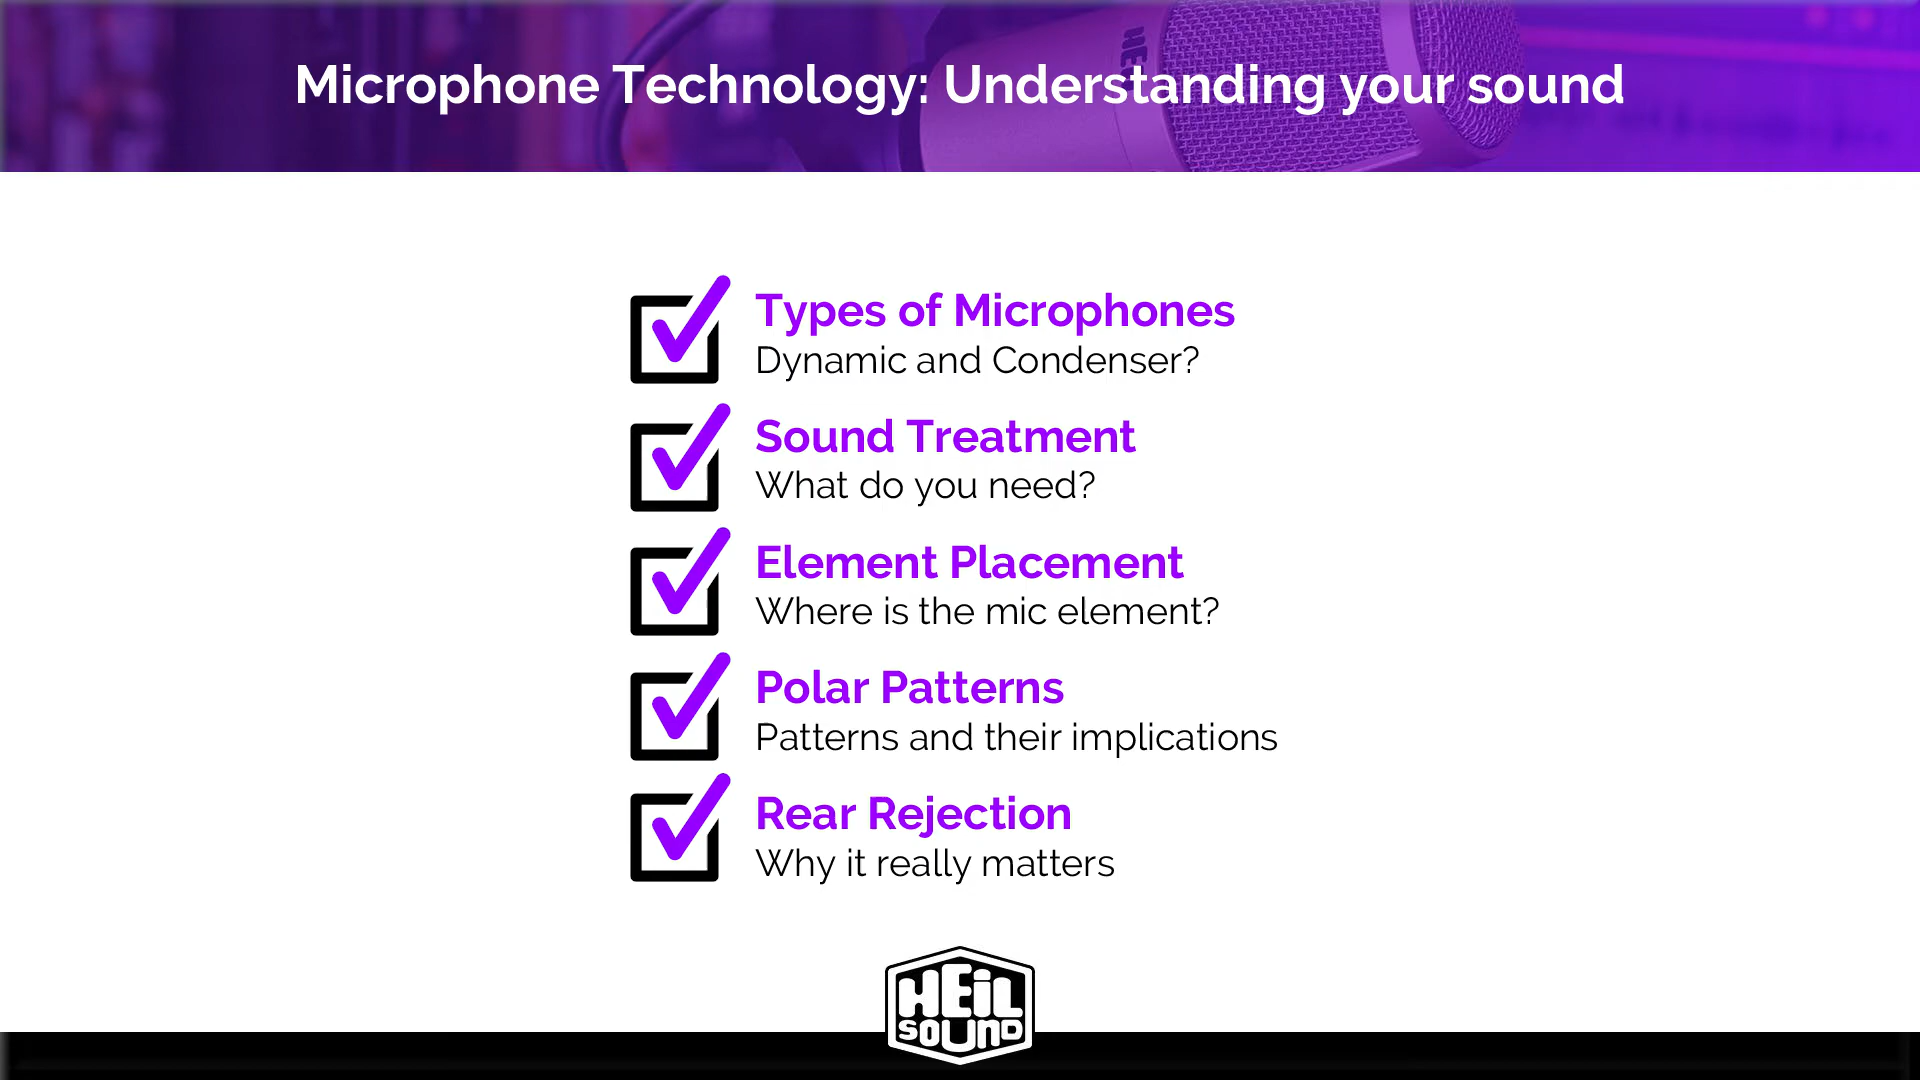 Microphone Technology: Understanding your sound
HE
Types of Microphones
Dynamic and Condenser?
Sound Treatment
What do you need?
Element Placement
Where is the mic element?
Polar Patterns
Patterns and their implications
Rear Rejection
Why it really matters
HEiL
SOUND